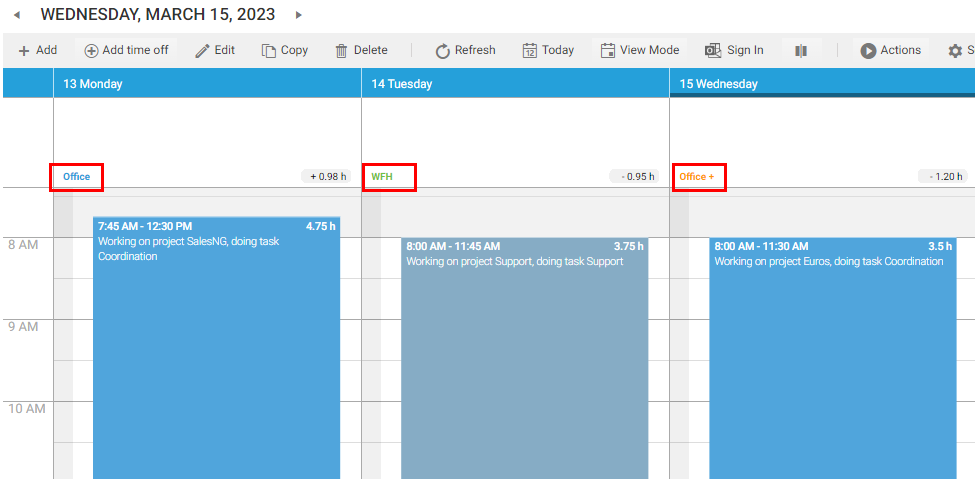 WEDNESDAY, MARCH 15, 2023
Add Add time off Edit Copy Delete Refresh 12 Today View Mode Sign In Actions S
13 Monday 14 Tuesday 15 Wednesday
Office + 0.98 h WFH - 0.95 h Office + - 1.20 h
7:45 AM - 12:30 PM 4.75 h
Working on project SalesNG, doing task
Coordination
8:00 AM - 11:45 AM 3.75 h
Working on project Support, doing task Support
8:00 AM - 11:30 AM 3.5 h
Working on project Euros, doing task Coordination
8 AM
9 AM
10 AM